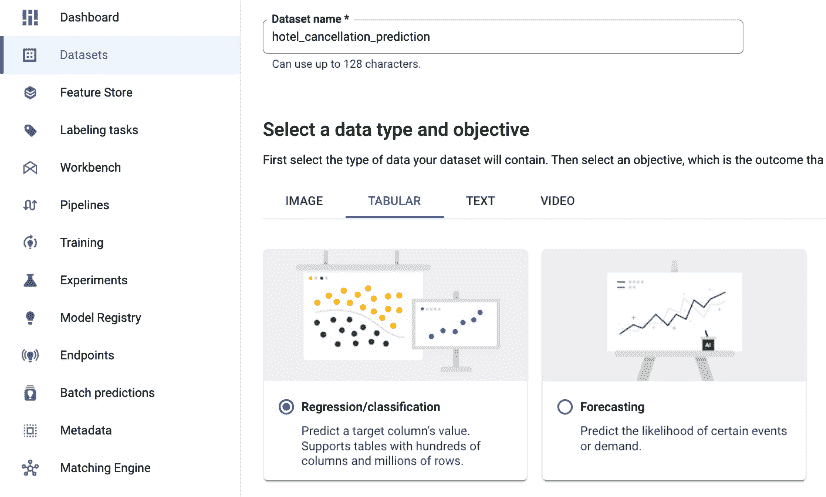 Dashboard
Datasets
Feature Store
Labeling tasks
Workbench
Pipelines
Training
Experiments
Model Registry
Endpoints
Batch predictions
Metadata
Matching Engine
Dataset name *
hotel_cancellation_prediction
Can use up to 128 characters.
Select a data type and objective
First select the type of data your dataset will contain. Then select an objective, which is the outcome tha
IMAGE TABULAR TEXT VIDEO
Regression/classification
Predict a target column's value.
Supports tables with hundreds of
columns and millions of rows.
AI
Forecasting
Predict the likelihood of certain events
or demand.